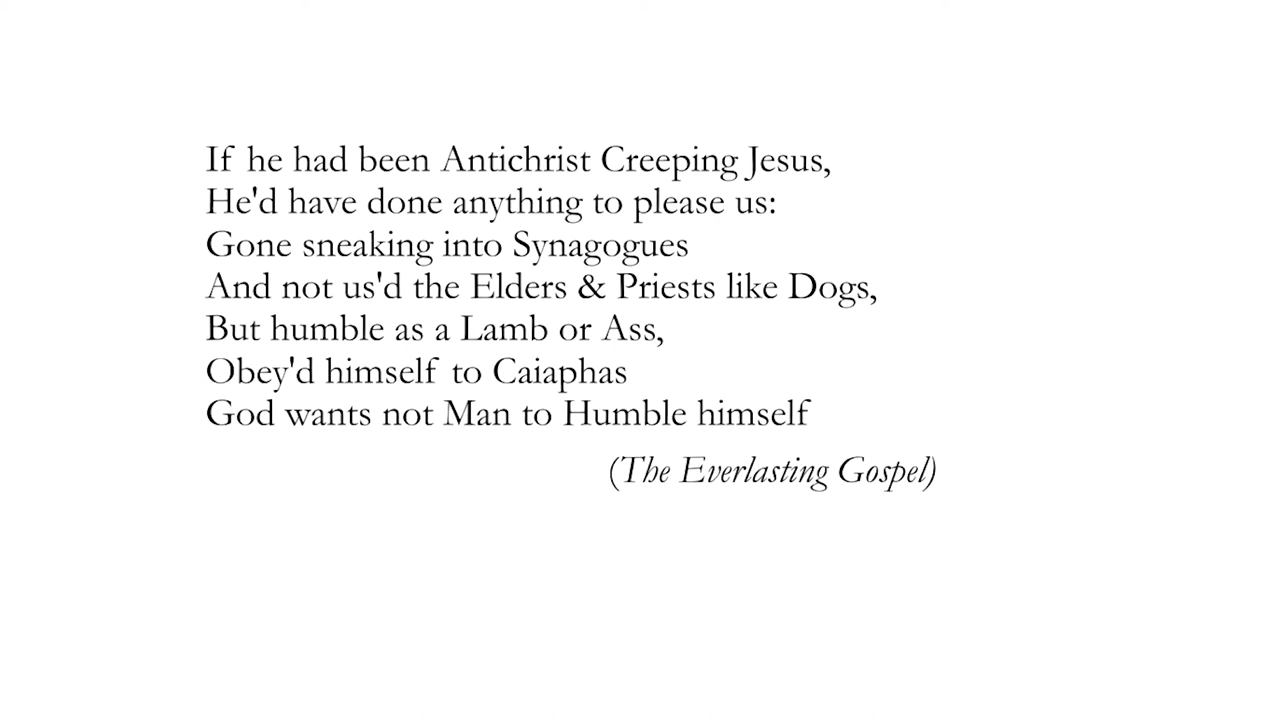 If he had been Antichrist Creeping Jesus,
He'd have done anything to please us:
Gone sneaking into Synagogues
And not us'd the Elders & Priests like Dogs,
But humble as a Lamb or Ass,
Obey'd himself to Caiaphas
God wants not Man to Humble himself
(The Everlasting Gospel)